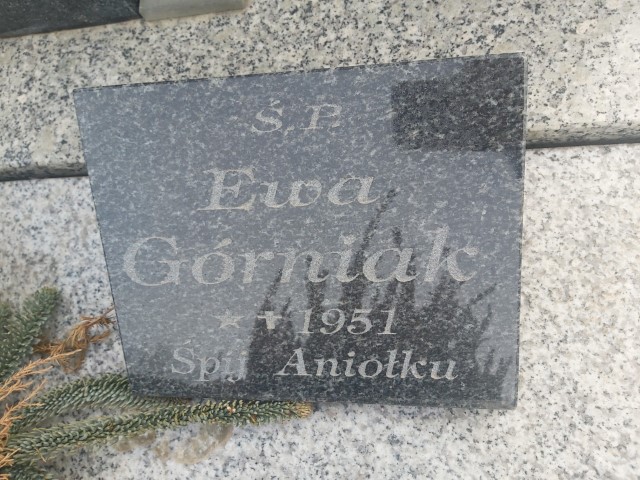 Ś.P.
Ewa
Górniak
★ ✝ 1951
Śpij Aniołku